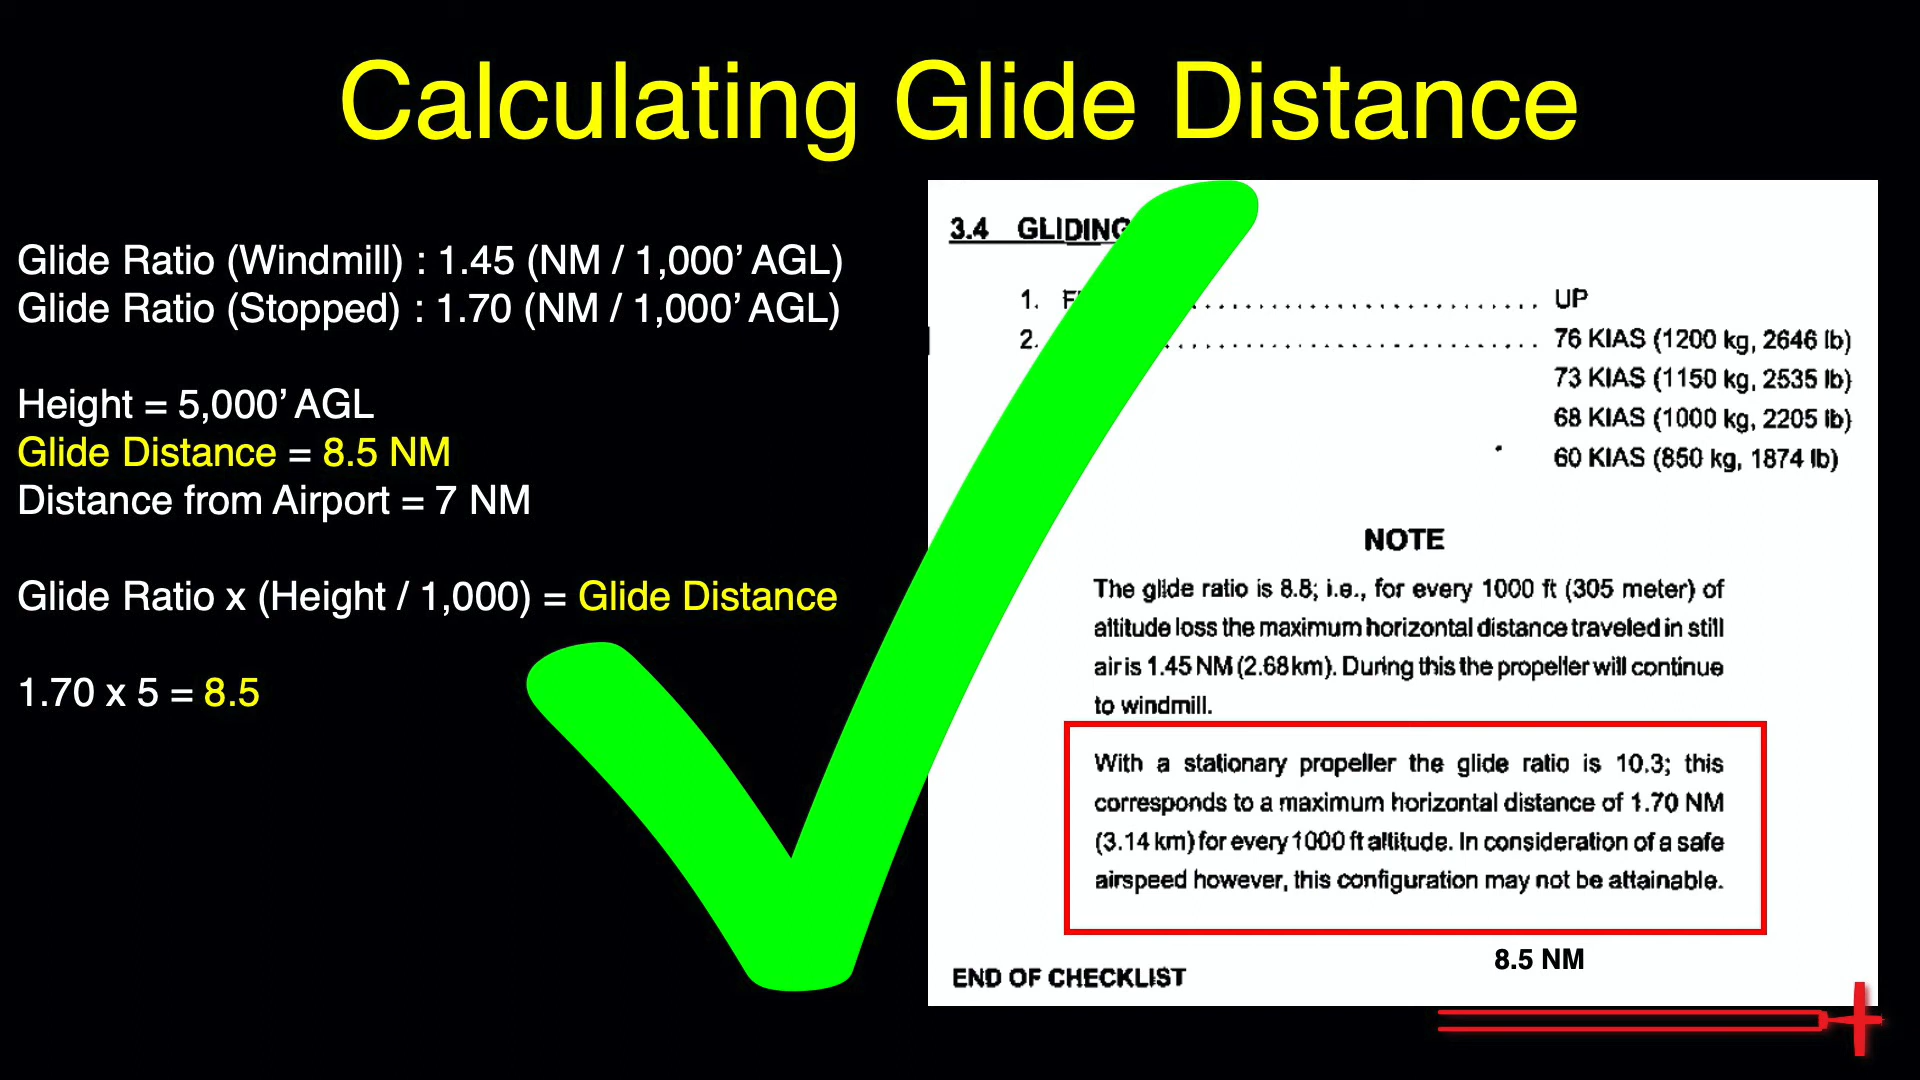 Calculating Glide Distance
Glide Ratio (Windmill) : 1.45 (NM / 1,000’ AGL)
Glide Ratio (Stopped) : 1.70 (NM / 1,000’ AGL)
Height = 5,000’ AGL
Glide Distance = 8.5 NM
Distance from Airport = 7 NM
Glide Ratio x (Height / 1,000) = Glide Distance
1.70 x 5 = 8.5
3.4 GLIDING
1. ............................ UP
2. ............................ 76 KIAS (1200 kg, 2646 lb)
73 KIAS (1150 kg, 2535 lb)
68 KIAS (1000 kg, 2205 lb)
60 KIAS (850 kg, 1874 lb)
NOTE
The glide ratio is 8.8; i.e., for every 1000 ft (305 meter) of
altitude loss the maximum horizontal distance traveled in still
air is 1.45 NM (2.68 km). During this the propeller will continue
to windmill.
With a stationary propeller the glide ratio is 10.3; this
corresponds to a maximum horizontal distance of 1.70 NM
(3.14 km) for every 1000 ft altitude. In consideration of a safe
airspeed however, this configuration may not be attainable.
8.5 NM
END OF CHECKLIST